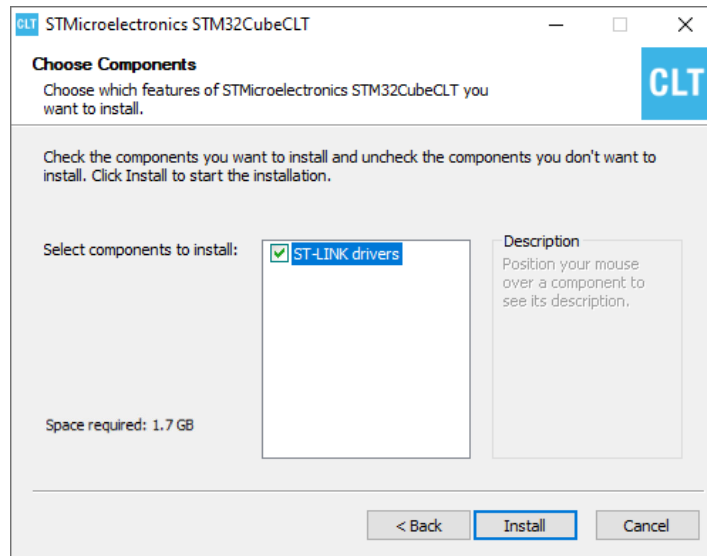 CLT STMicroelectronics STM32CubeCLT
Choose Components
Choose which features of STMicroelectronics STM32CubeCLT you
want to install.
CLT
Check the components you want to install and uncheck the components you don't want to
install. Click Install to start the installation.
Select components to install:
ST-LINK drivers
Description
Position your mouse
over a component to
see its description.
Space required: 1.7 GB
< Back
Install
Cancel